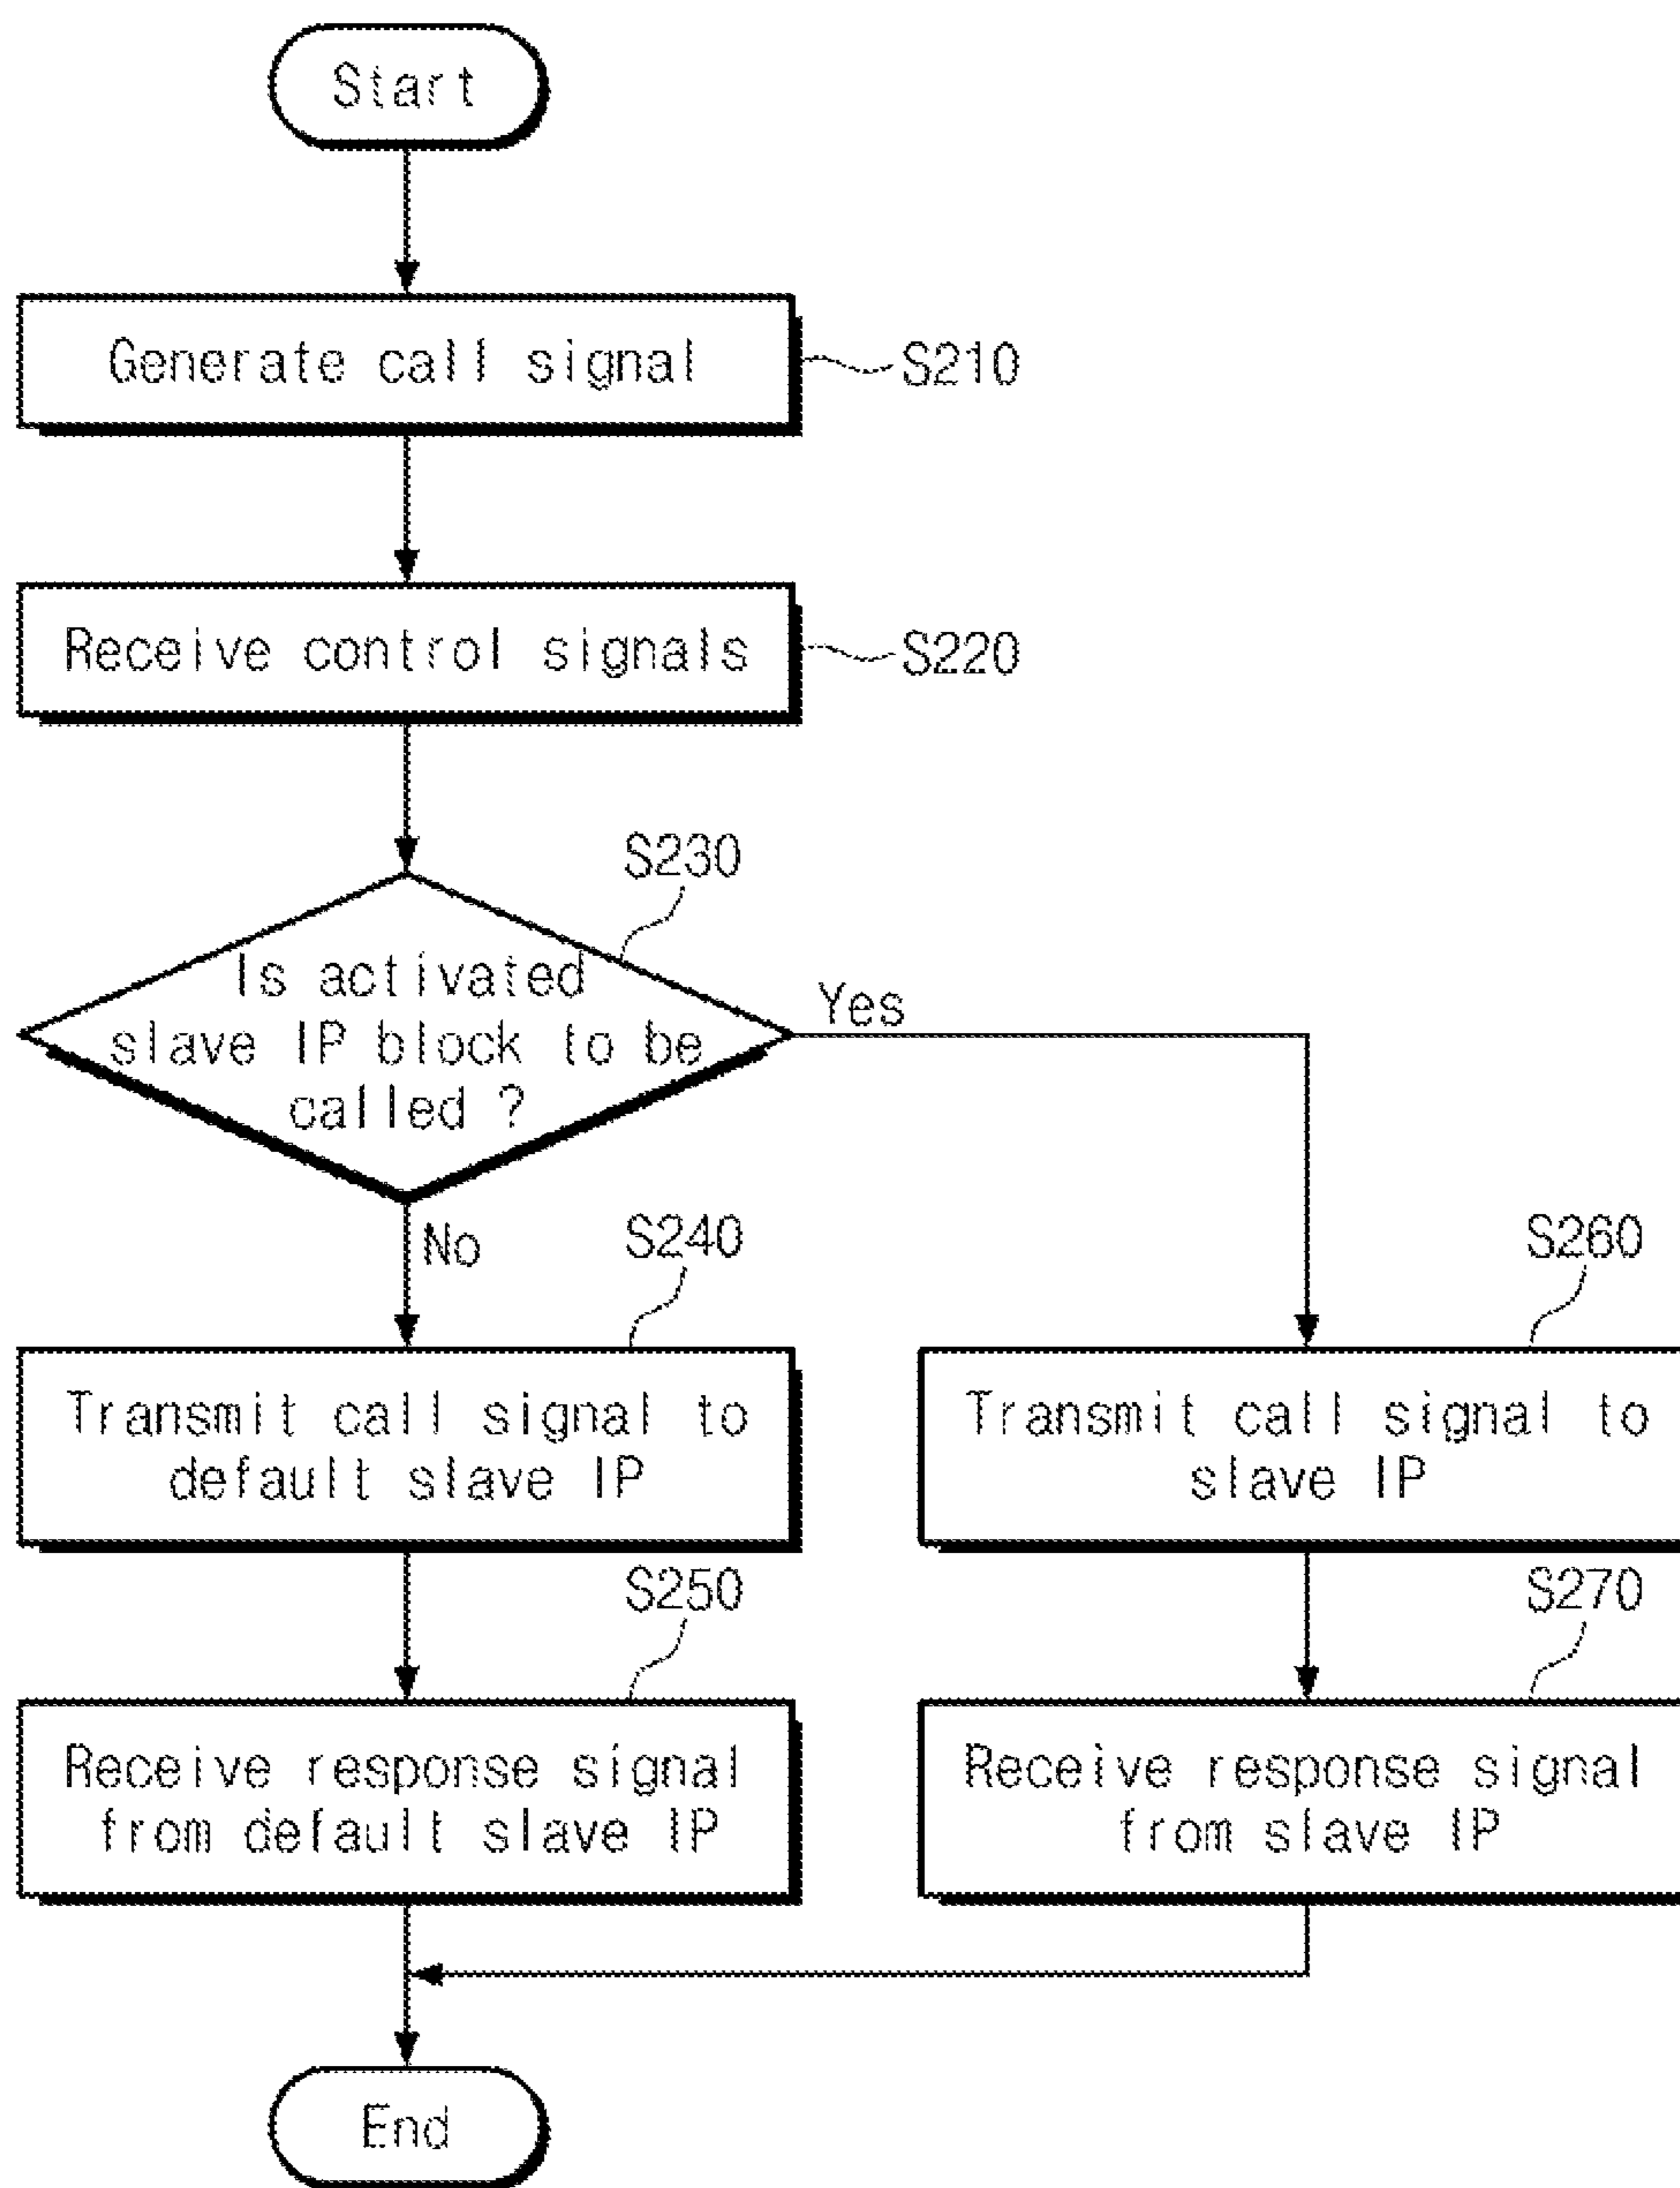 Start
Generate call signal
S210
Receive control signals
S220
S230
Is activated
slave IP block to be
called ?
Yes
No
S240
Transmit call signal to
default slave IP
S260
Transmit call signal to
slave IP
S250
Receive response signal
from default slave IP
S270
Receive response signal
from slave IP
End